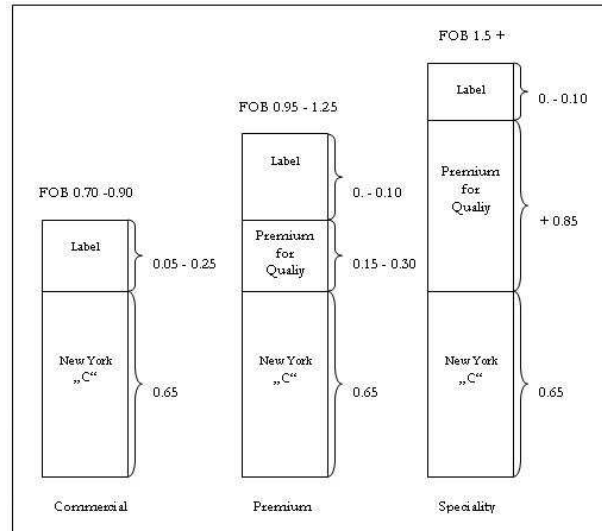 FOB 0.70 -0.90
Label
0.05 - 0.25
New York
„C“
0.65
Commercial
FOB 0.95 - 1.25
Label
0. - 0.10
Premium
for
Qualiy
0.15 - 0.30
New York
„C“
0.65
Premium
FOB 1.5 +
Label
0. - 0.10
Premium
for
Qualiy
+ 0.85
New York
„C“
0.65
Speciality